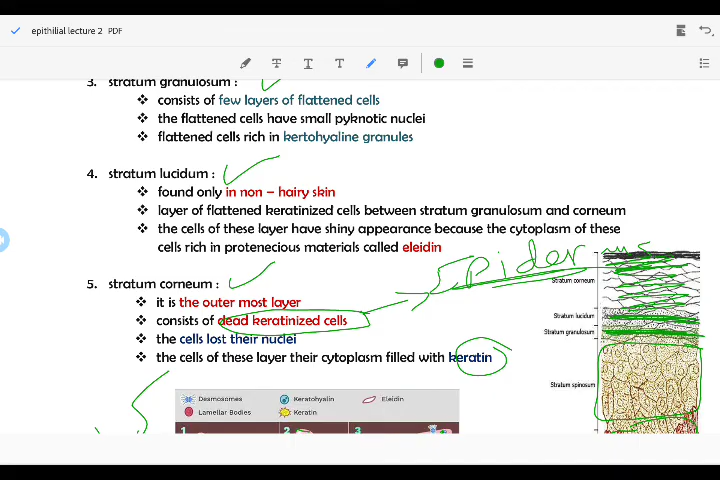 epithilial lecture 2 PDF
3. stratum granulosum :
❖ consists of few layers of flattened cells
❖ the flattened cells have small pyknotic nuclei
❖ flattened cells rich in kertohyaline granules
4. stratum lucidum :
❖ found only in non – hairy skin
❖ layer of flattened keratinized cells between stratum granulosum and corneum
❖ the cells of these layer have shiny appearance because the cytoplasm of these
cells rich in protenecious materials called eleidin
Epidermis
5. stratum corneum :
❖ it is the outer most layer
❖ consists of dead keratinized cells
❖ the cells lost their nuclei
❖ the cells of these layer their cytoplasm filled with keratin
Stratum corneum
Stratum lucidum
Stratum granulosum
Stratum spinosum
Desmosomes Keratohyalin Eleidin
Lamellar Bodies Keratin
1 2 3